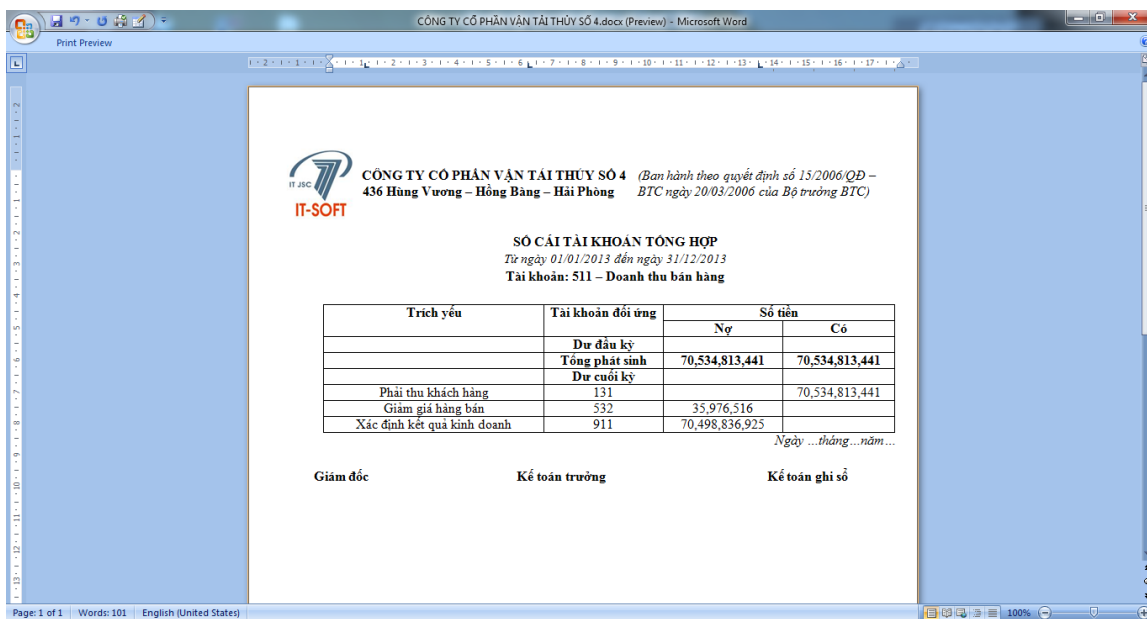 CÔNG TY CỔ PHẦN VẬN TẢI THỦY SỐ 4.docx (Preview) - Microsoft Word
Print Preview
IT JSC
IT-SOFT
CÔNG TY CỔ PHẦN VẬN TẢI THỦY SỐ 4
436 Hùng Vương – Hồng Bàng – Hải Phòng
(Ban hành theo quyết định số 15/2006/QĐ –
BTC ngày 20/03/2006 của Bộ trưởng BTC)
SỔ CÁI TÀI KHOẢN TỔNG HỢP
Từ ngày 01/01/2013 đến ngày 31/12/2013
Tài khoản: 511 – Doanh thu bán hàng
Trích yếu Tài khoản đối ứng Số tiền
Nợ Có
Dư đầu kỳ
Tổng phát sinh 70,534,813,441 70,534,813,441
Dư cuối kỳ
Phải thu khách hàng 131 70,534,813,441
Giảm giá hàng bán 532 35,976,516
Xác định kết quả kinh doanh 911 70,498,836,925
Ngày …tháng…năm…
Giám đốc Kế toán trưởng Kế toán ghi sổ
Page: 1 of 1 Words: 101 English (United States) 100%